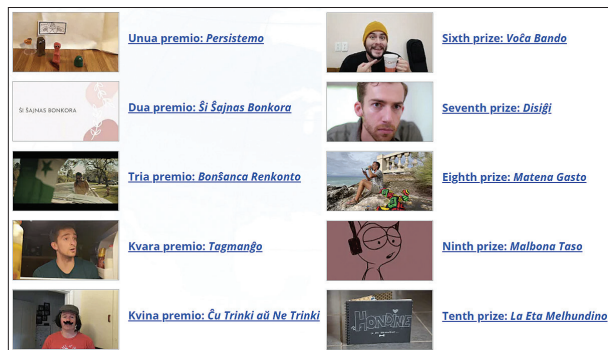 Unua premio: Persistemo
ŜI ŜAJNAS BONKORA
Dua premio: Ŝi Ŝajnas Bonkora
Tria premio: Bonŝanca Renkonto
Kvara premio: Tagmanĝo
Kvina premio: Ĉu Trinki aŭ Ne Trinki
Sixth prize: Voĉa Bando
Seventh prize: Disiĝi
Eighth prize: Matena Gasto
Ninth prize: Malbona Taso
HONDINE
Tenth prize: La Eta Melhundino